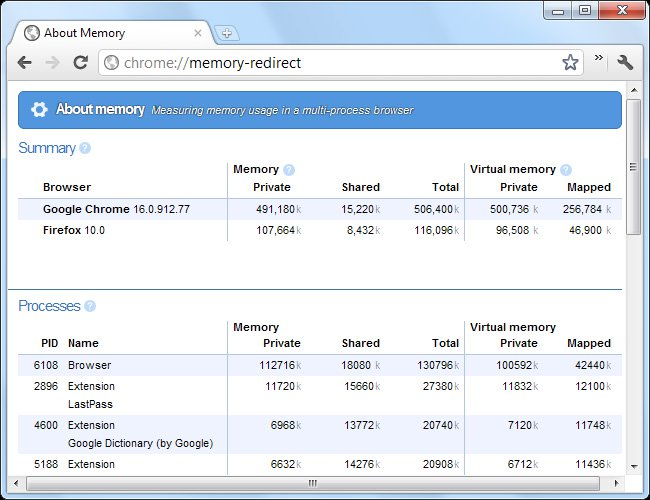 About Memory
chrome://memory-redirect
About memory Measuring memory usage in a multi-process browser
Summary ?
Memory ? Virtual memory ?
Browser Private Shared Total Private Mapped
Google Chrome 16.0.912.77 491,180k 15,220k 506,400k 500,736 k 256,784 k
Firefox 10.0 107,664k 8,432k 116,096k 96,508 k 46,900 k
Processes ?
Memory Virtual memory
PID Name Private Shared Total Private Mapped
6108 Browser 112716k 18080 k 130796k 100592k 42440k
2896 Extension 11720k 15660k 27380k 11832k 12100k
LastPass
4600 Extension 6968k 13772k 20740k 7120k 11748k
Google Dictionary (by Google)
5188 Extension 6632k 14276k 20908k 6712k 11436k